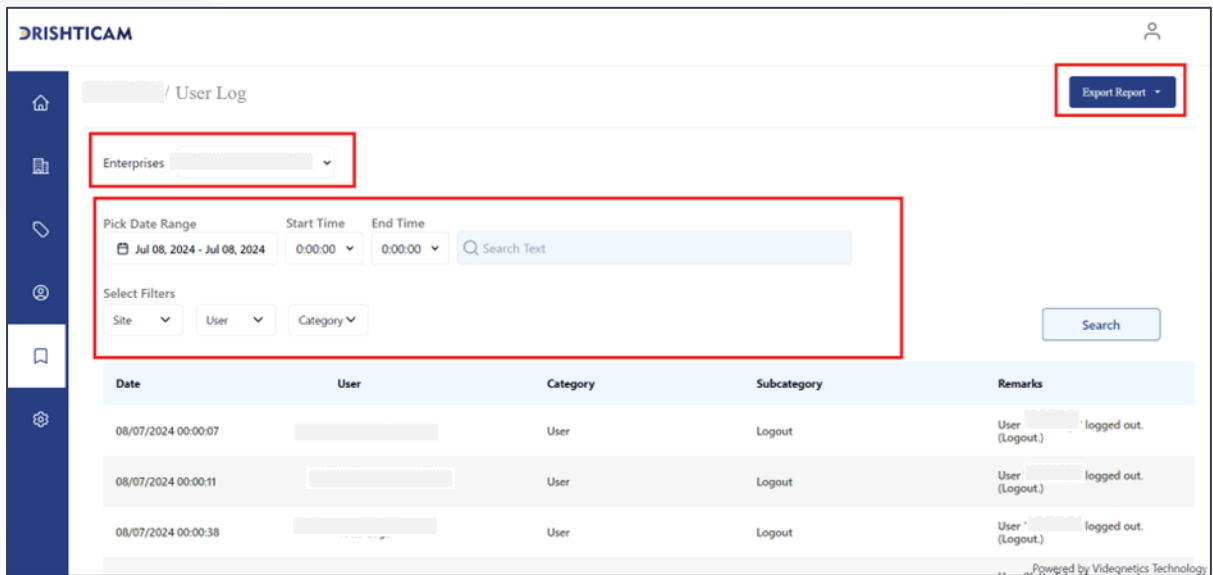 DRISHTICAM
/ User Log
Export Report
Enterprises
Pick Date Range Start Time End Time
Jul 08, 2024 - Jul 08, 2024 0:00:00 0:00:00 Search Text
Select Filters
Site User Category
Search
Date User Category Subcategory Remarks
08/07/2024 00:00:07 User Logout User ' logged out.
(Logout.)
08/07/2024 00:00:11 User Logout User logged out.
(Logout.)
08/07/2024 00:00:38 User Logout User ' logged out.
(Logout.)
Powered by Videonetics Technology